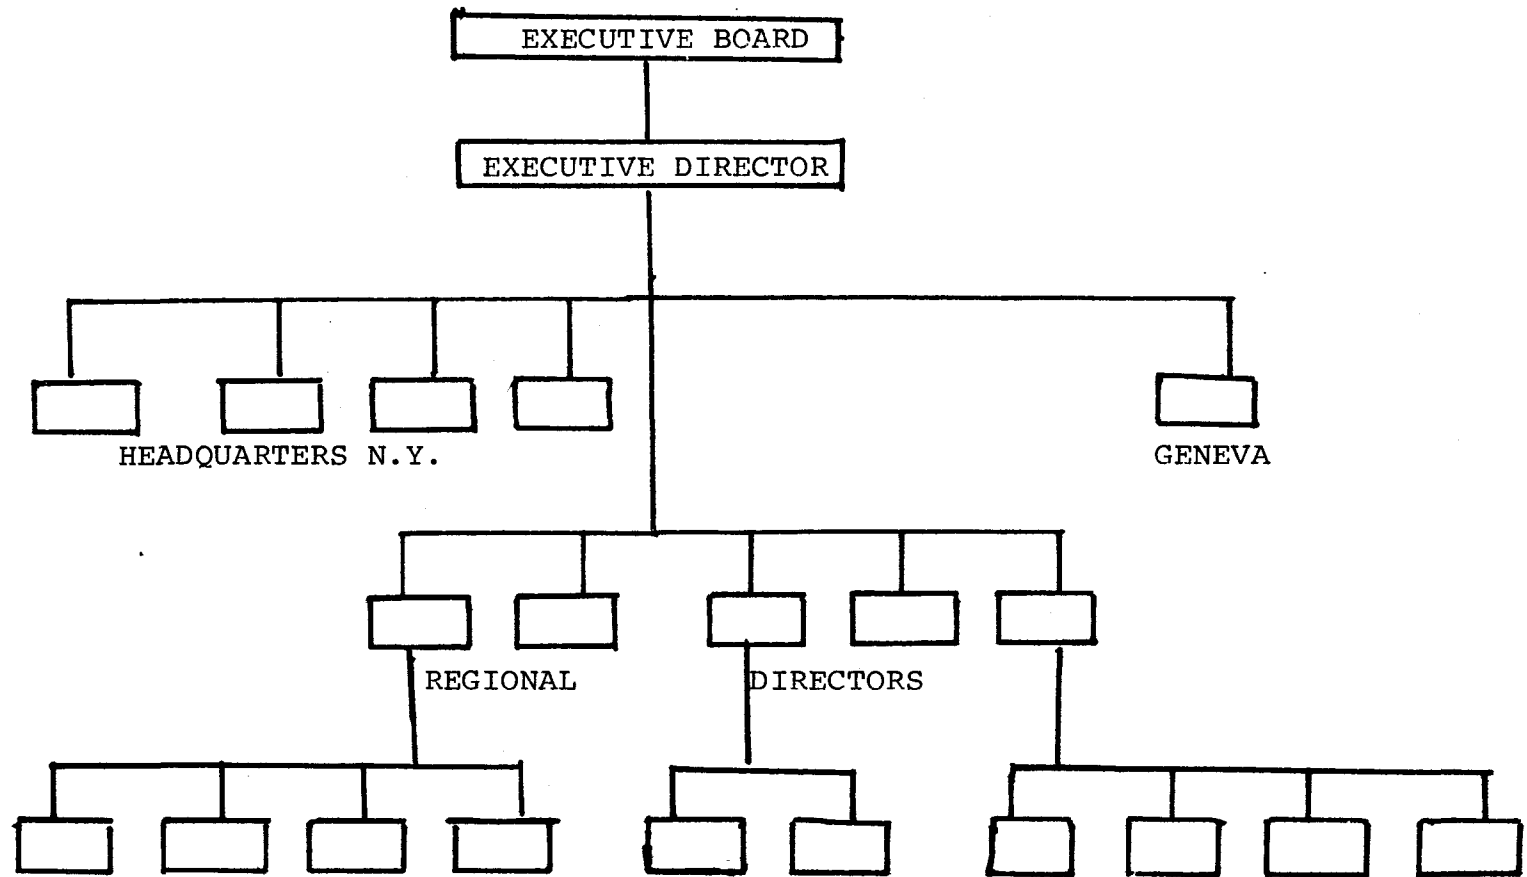 EXECUTIVE BOARD
EXECUTIVE DIRECTOR
HEADQUARTERS N.Y.
GENEVA
REGIONAL DIRECTORS